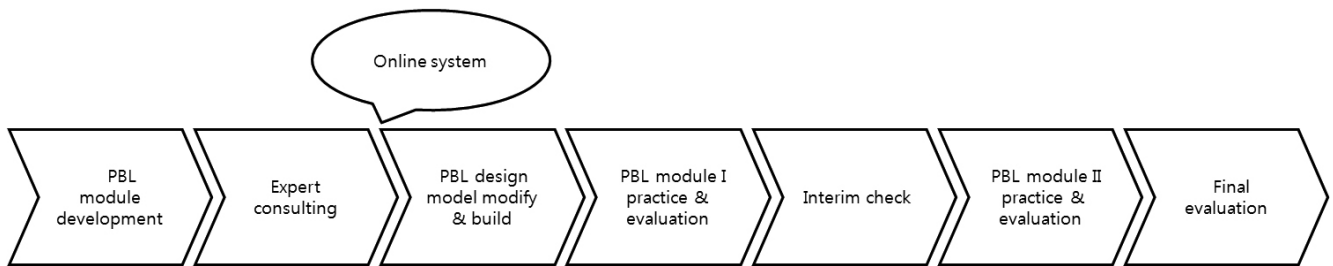 Online system
PBL
module
development
Expert
consulting
PBL design
model modify
& build
PBL module Ⅰ
practice &
evaluation
Interim check
PBL module Ⅱ
practice &
evaluation
Final
evaluation